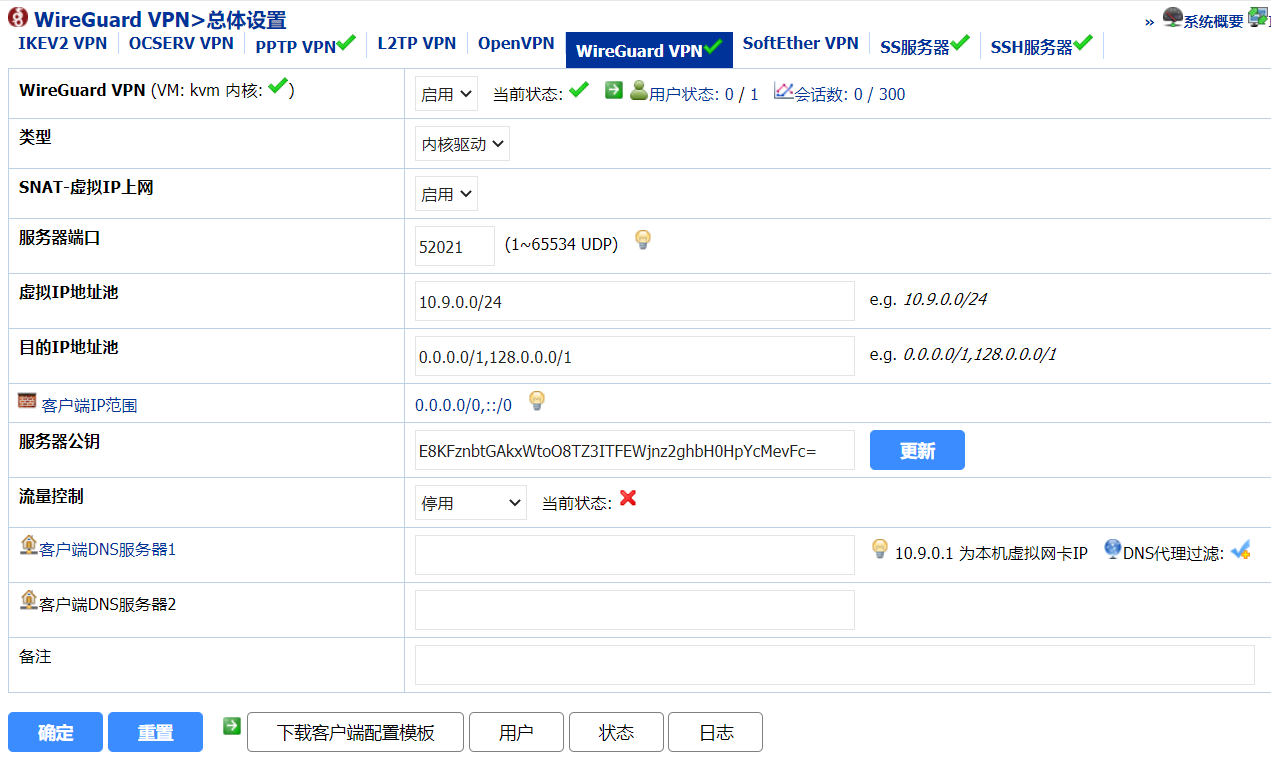 WireGuard VPN>总体设置
» 系统概要
IKEV2 VPN OCSERV VPN PPTP VPN L2TP VPN OpenVPN WireGuard VPN SoftEther VPN SS服务器 SSH服务器
WireGuard VPN (VM: kvm 内核: ) 启用 当前状态: 用户状态: 0 / 1 会话数: 0 / 300
类型 内核驱动
SNAT-虚拟IP上网 启用
服务器端口 52021 (1~65534 UDP)
虚拟IP地址池 10.9.0.0/24 e.g. 10.9.0.0/24
目的IP地址池 0.0.0.0/1,128.0.0.0/1 e.g. 0.0.0.0/1,128.0.0.0/1
客户端IP范围 0.0.0.0/0,::/0
服务器公钥 E8KFznbtGAkxWtoO8TZ3ITFEWjnz2ghbH0HpYcMevFc= 更新
流量控制 停用 当前状态:
客户端DNS服务器1 10.9.0.1 为本机虚拟网卡IP DNS代理过滤:
客户端DNS服务器2
备注
确定 重置 下载客户端配置模板 用户 状态 日志